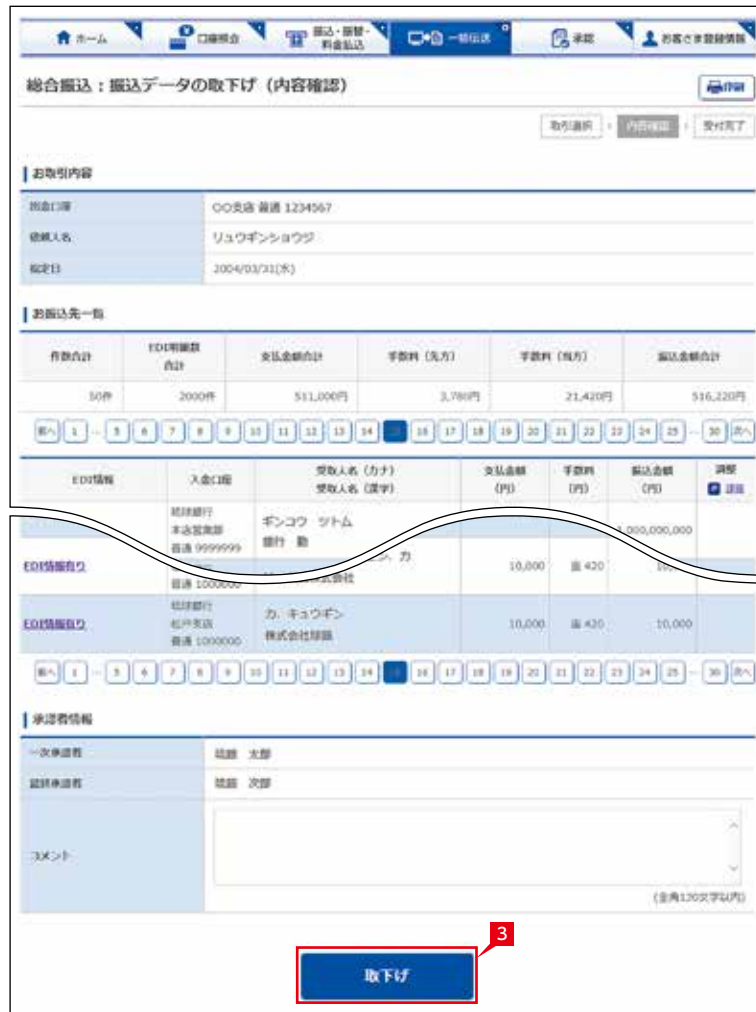 ホーム 口座照会 振込・振替・料金払込 一括伝送 承認 お客さま登録情報
総合振込：振込データの取下げ（内容確認） 印刷
取引選択 内容確認 受付完了
お取引内容
出金口座 〇〇支店 普通 1234567
依頼人名 リュウギンショウジ
指定日 2004/03/31(水)
お振込先一覧
件数合計 EDI明細数合計 支払金額合計 手数料（先方） 手数料（当方） 振込金額合計
50件 2000件 511,000円 3,780円 21,420円 516,220円
前へ 1 … 5 6 7 8 9 10 11 12 13 14 15 16 17 18 19 20 21 22 23 24 25 … 30 次へ
EDI情報 入金口座 受取人名（カナ） 受取人名（漢字） 支払金額(円) 手数料(円) 振込金額(円) 調整
琉球銀行
本店営業部 ギンコウ ツトム
普通 9999999 銀行 勤 1,000,000,000
EDI情報有り 普通 1000000 10,000 420
琉球銀行 カ．キュウギン
EDI情報有り 松戸支店 10,000 420 10,000
普通 1000000
前へ 1 … 5 6 7 8 9 10 11 12 13 14 15 16 17 18 19 20 21 22 23 24 25 … 30 次へ
承認者情報
一次承認者 琉銀 太郎
最終承認者 琉銀 次郎
コメント
(全角120文字以内)
3
取下げ